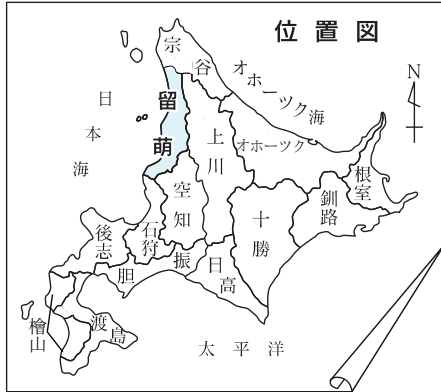 位置図
N
宗谷
オホーツク海
日本海
留萌
上川
オホーツク
空知
根室
釧路
十勝
石狩
後志
胆振
日高
渡島
檜山
太平洋